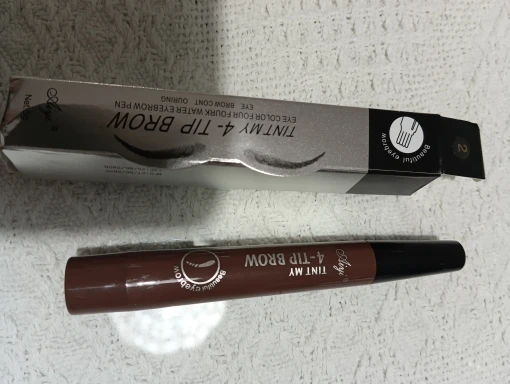 TINT MY 4- TIP BROW
EYE COLOR FOUR FOURK WATER EYEBROW PEN
EYE BROW CONT OURING
Beautiful eyebrow
2
TINT MY
4-TIP BROW
Beautiful eyebrow